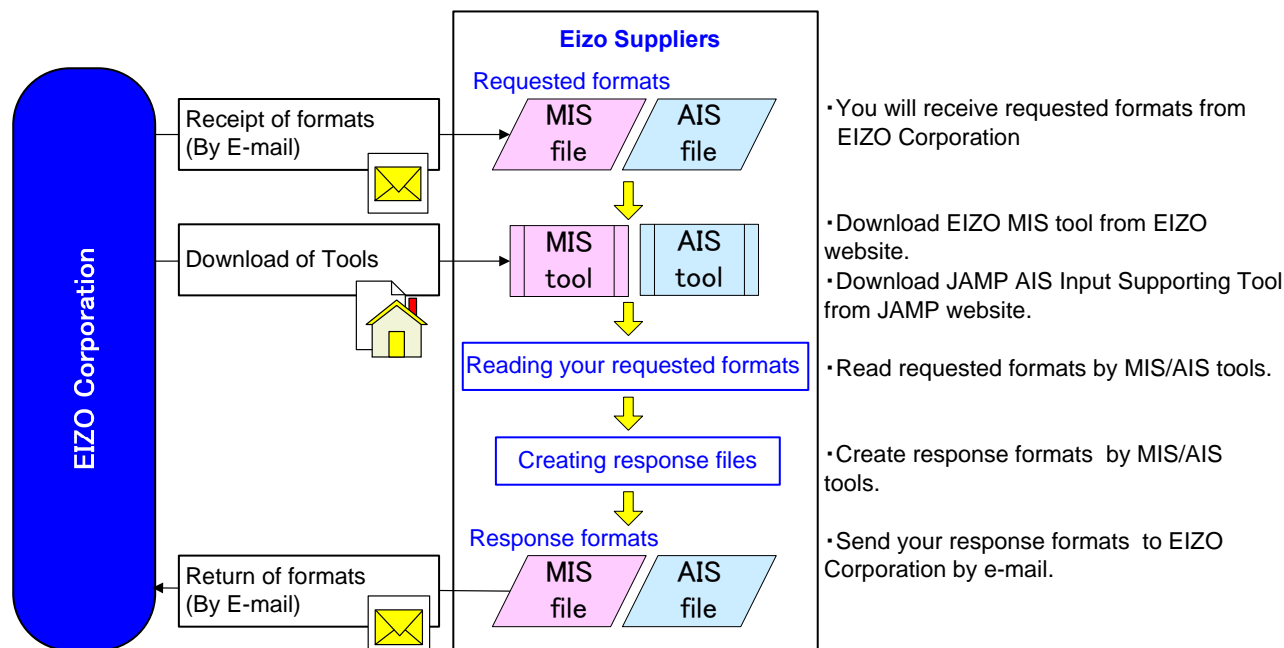 Eizo Suppliers
EIZO Corporation
Requested formats
Receipt of formats
(By E-mail)
MIS
file
AIS
file
・You will receive requested formats from
EIZO Corporation
Download of Tools
MIS
tool
AIS
tool
・Download EIZO MIS tool from EIZO
website.
・Download JAMP AIS Input Supporting Tool
from JAMP website.
Reading your requested formats
・Read requested formats by MIS/AIS tools.
Creating response files
・Create response formats  by MIS/AIS
tools.
Response formats
Return of formats
(By E-mail)
MIS
file
AIS
file
・Send your response formats  to EIZO
Corporation by e-mail.